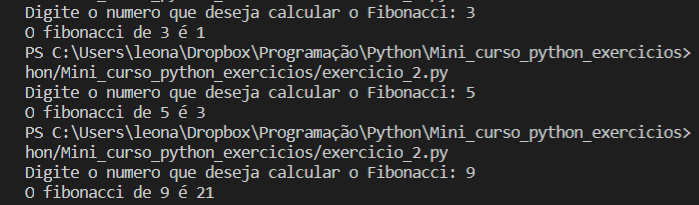 Digite o numero que deseja calcular o Fibonacci: 3
O fibonacci de 3 é 1
PS C:\Users\leona\Dropbox\Programação\Python\Mini_curso_python_exercicios>
hon/Mini_curso_python_exercicios/exercicio_2.py
Digite o numero que deseja calcular o Fibonacci: 5
O fibonacci de 5 é 3
PS C:\Users\leona\Dropbox\Programação\Python\Mini_curso_python_exercicios>
hon/Mini_curso_python_exercicios/exercicio_2.py
Digite o numero que deseja calcular o Fibonacci: 9
O fibonacci de 9 é 21